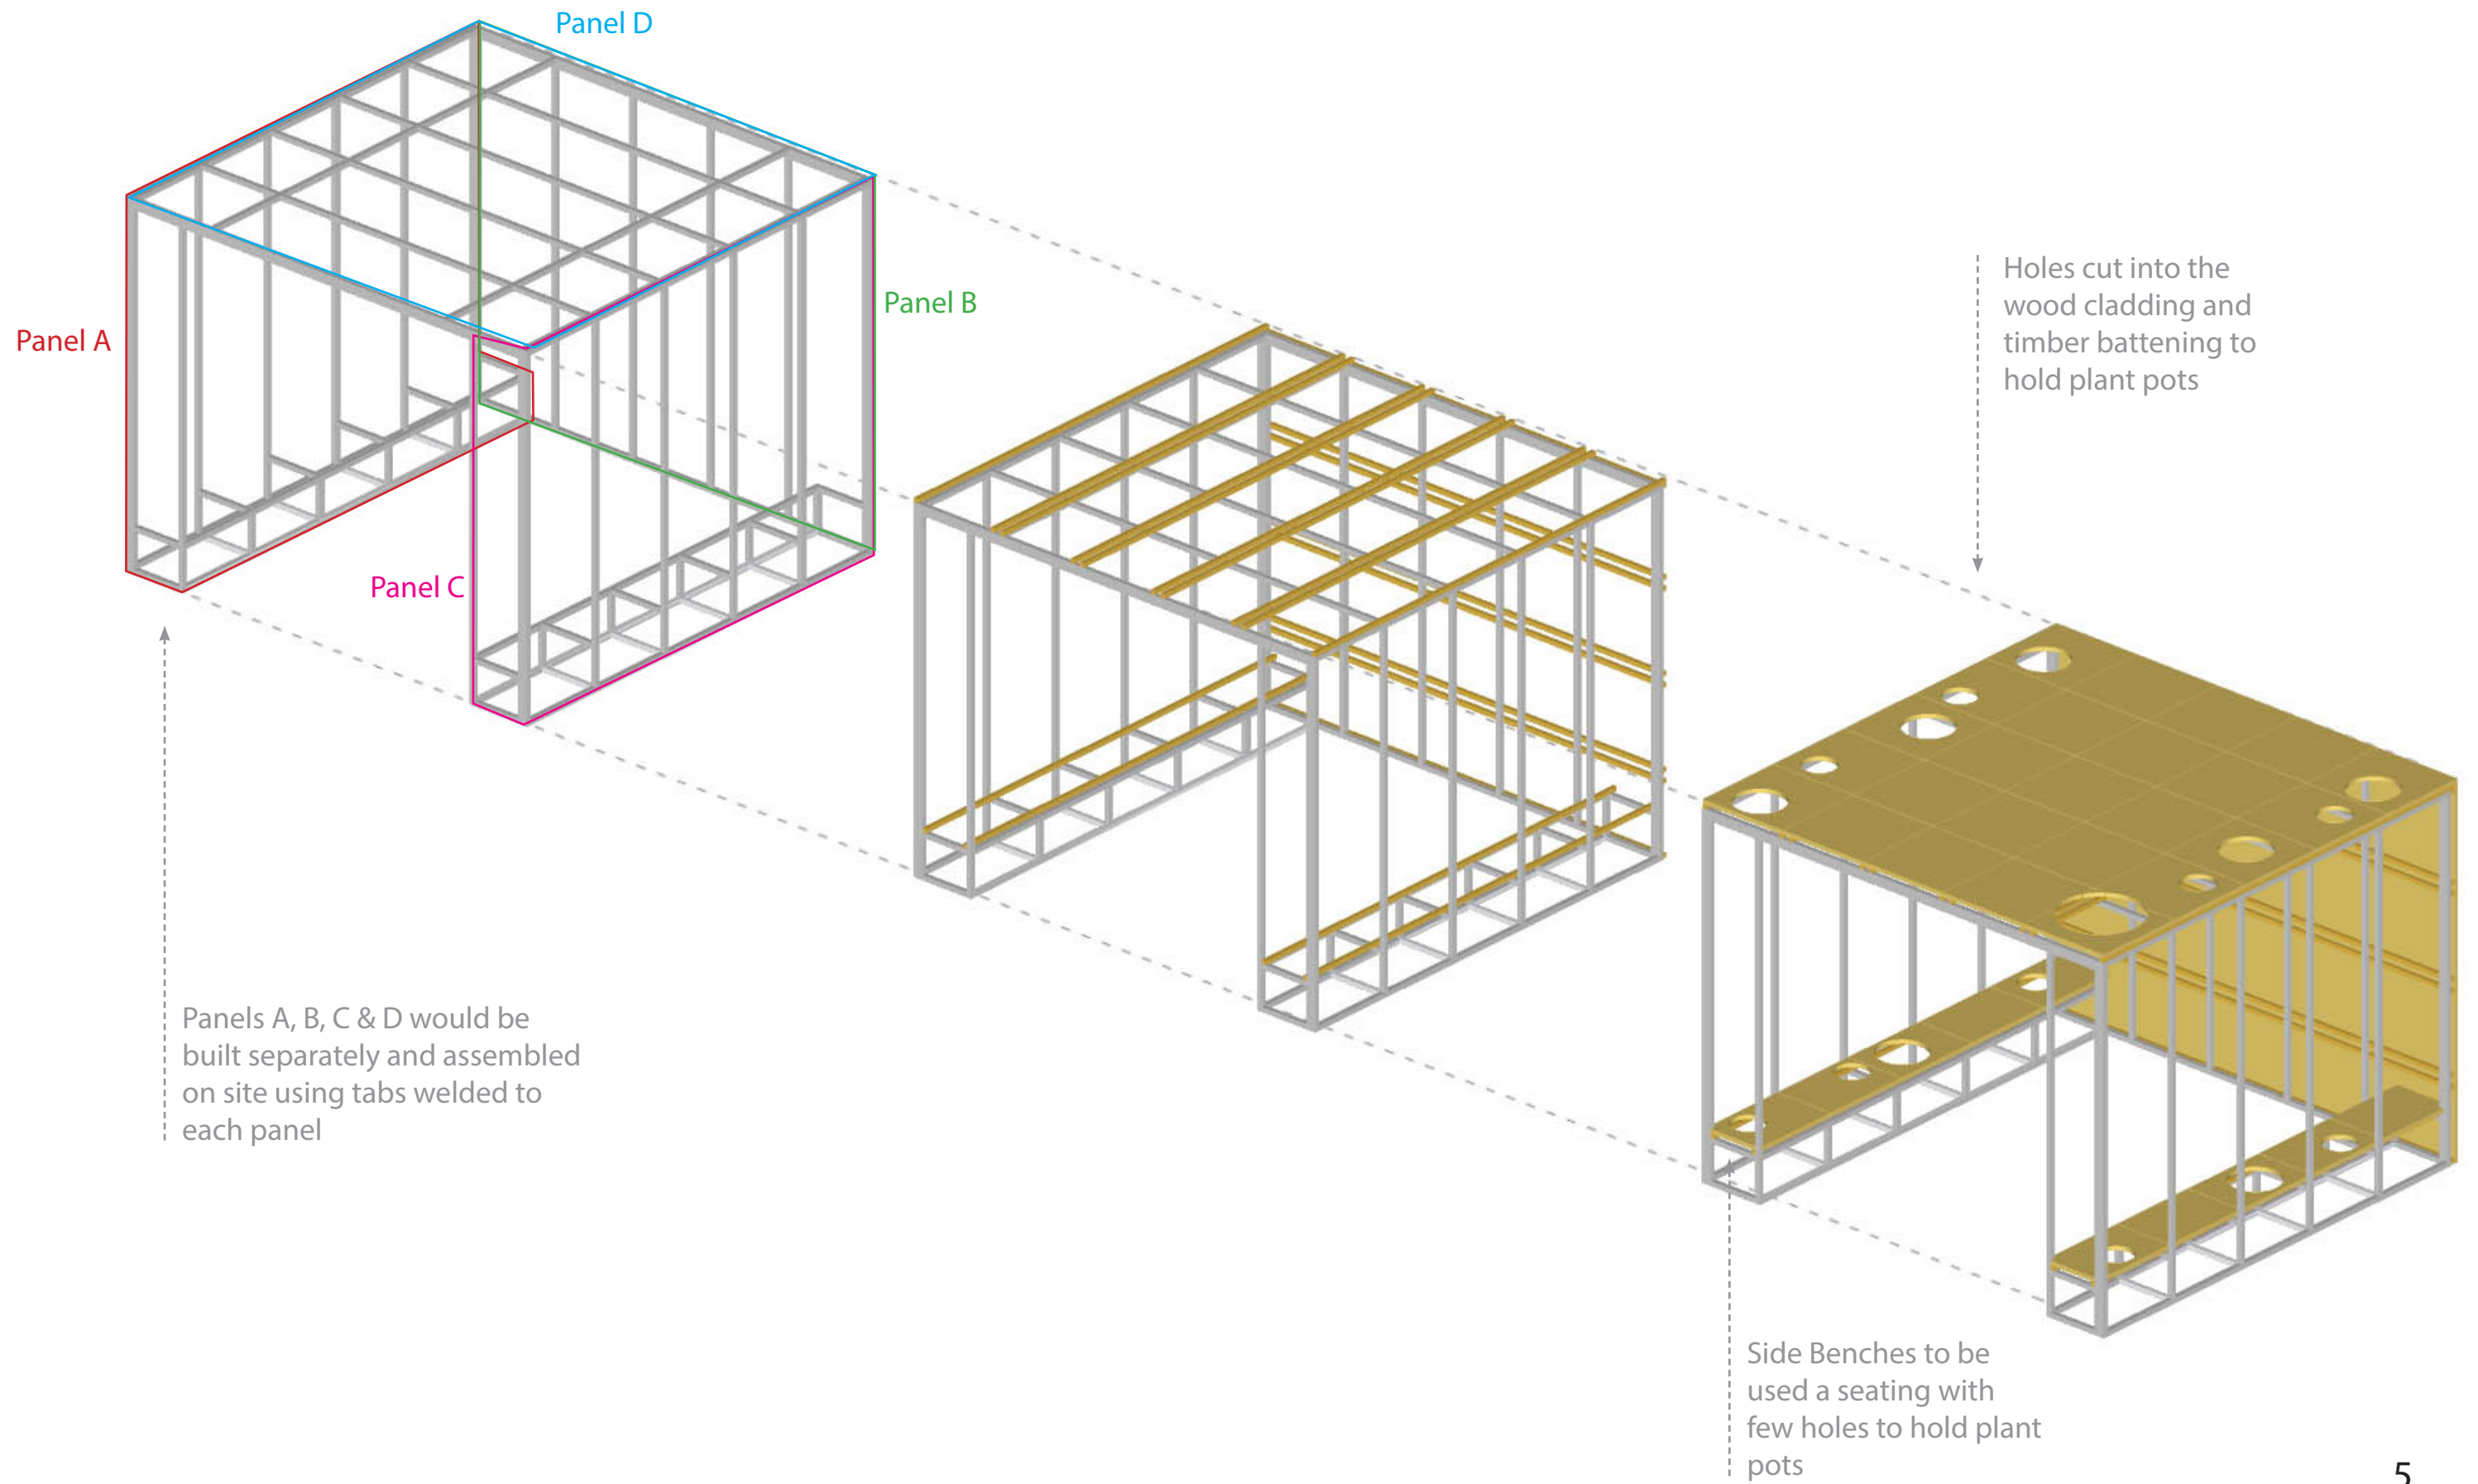 Panel D
Panel A
Panel B
Panel C
Holes cut into the
wood cladding and
timber battening to
hold plant pots
Panels A, B, C & D would be
built separately and assembled
on site using tabs welded to
each panel
Side Benches to be
used a seating with
few holes to hold plant
pots
5